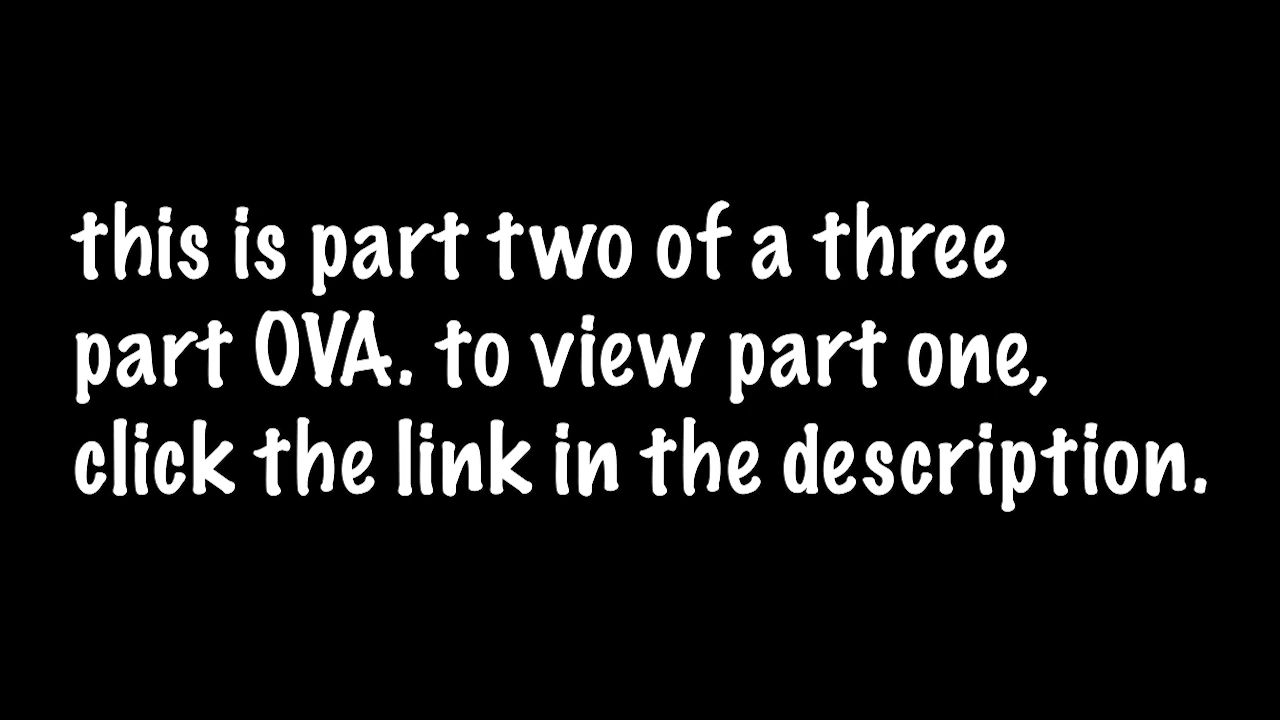 this is part two of a three
part OVA. to view part one,
click the link in the description.